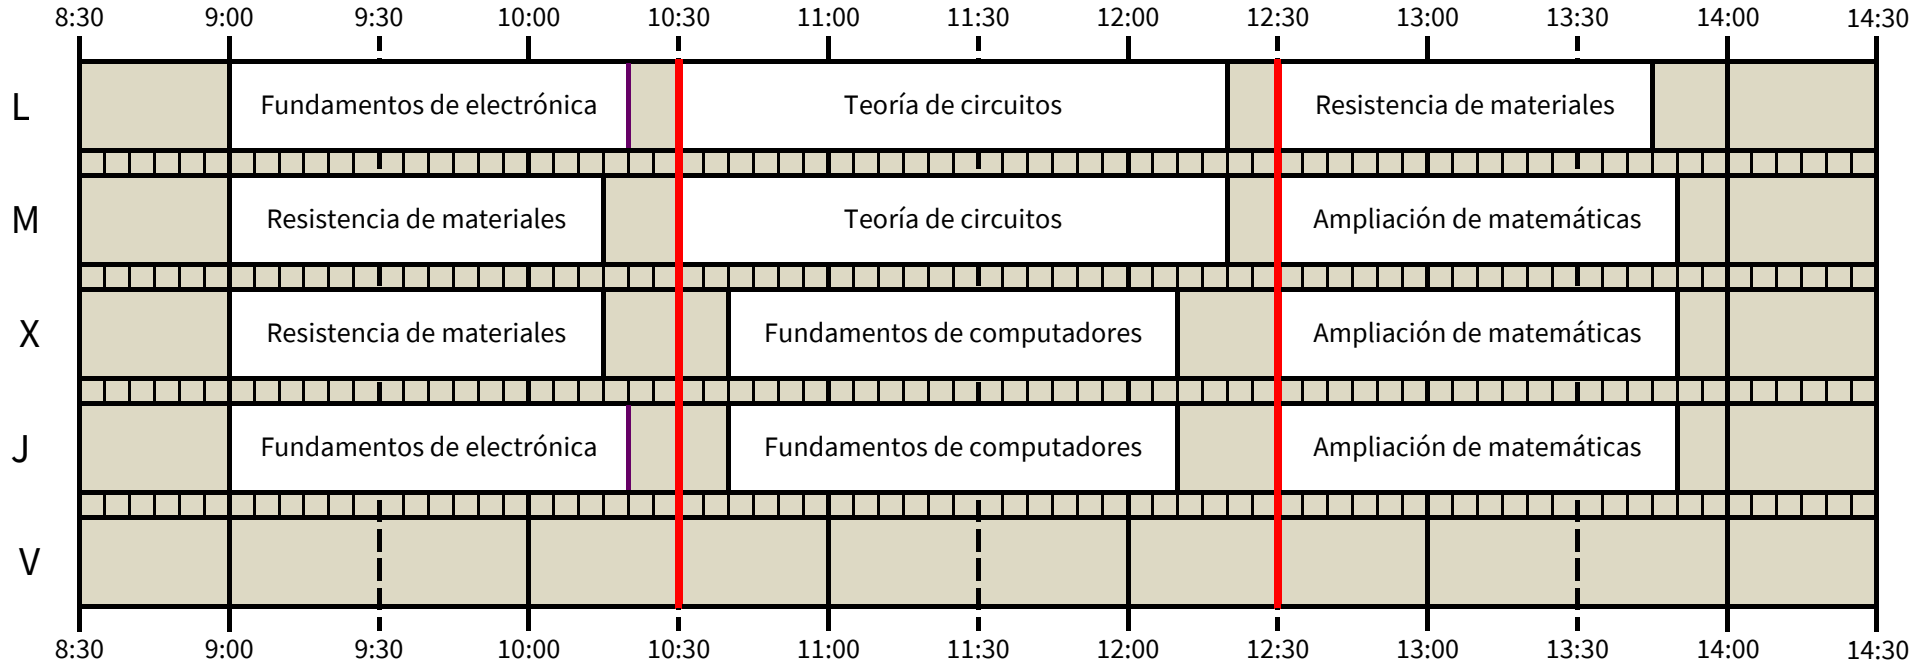 8:30 9:00 9:30 10:00 10:30 11:00 11:30 12:00 12:30 13:00 13:30 14:00 14:30
L Fundamentos de electrónica Teoría de circuitos Resistencia de materiales
M Resistencia de materiales Teoría de circuitos Ampliación de matemáticas
X Resistencia de materiales Fundamentos de computadores Ampliación de matemáticas
J Fundamentos de electrónica Fundamentos de computadores Ampliación de matemáticas
V
8:30 9:00 9:30 10:00 10:30 11:00 11:30 12:00 12:30 13:00 13:30 14:00 14:30